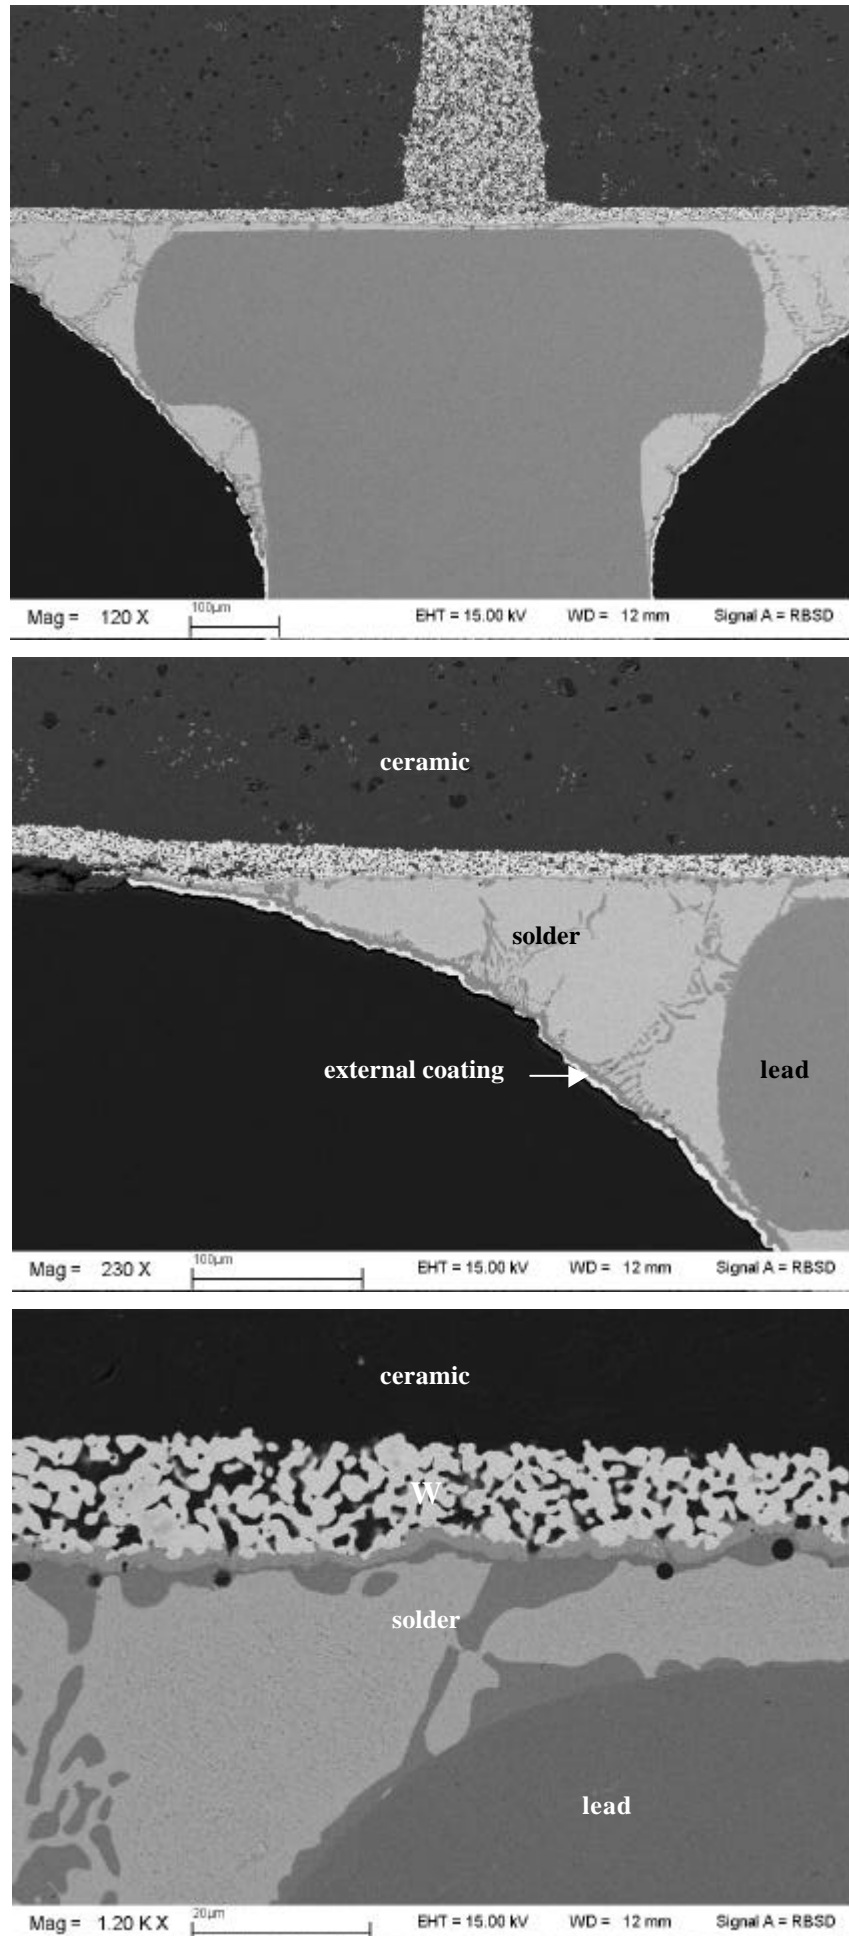 100µm
Mag = 120 X EHT = 15.00 kV WD = 12 mm Signal A = RBSD
ceramic
solder
external coating
lead
100µm
Mag = 230 X EHT = 15.00 kV WD = 12 mm Signal A = RBSD
ceramic
W
solder
lead
20µm
Mag = 1.20 K X EHT = 15.00 kV WD = 12 mm Signal A = RBSD